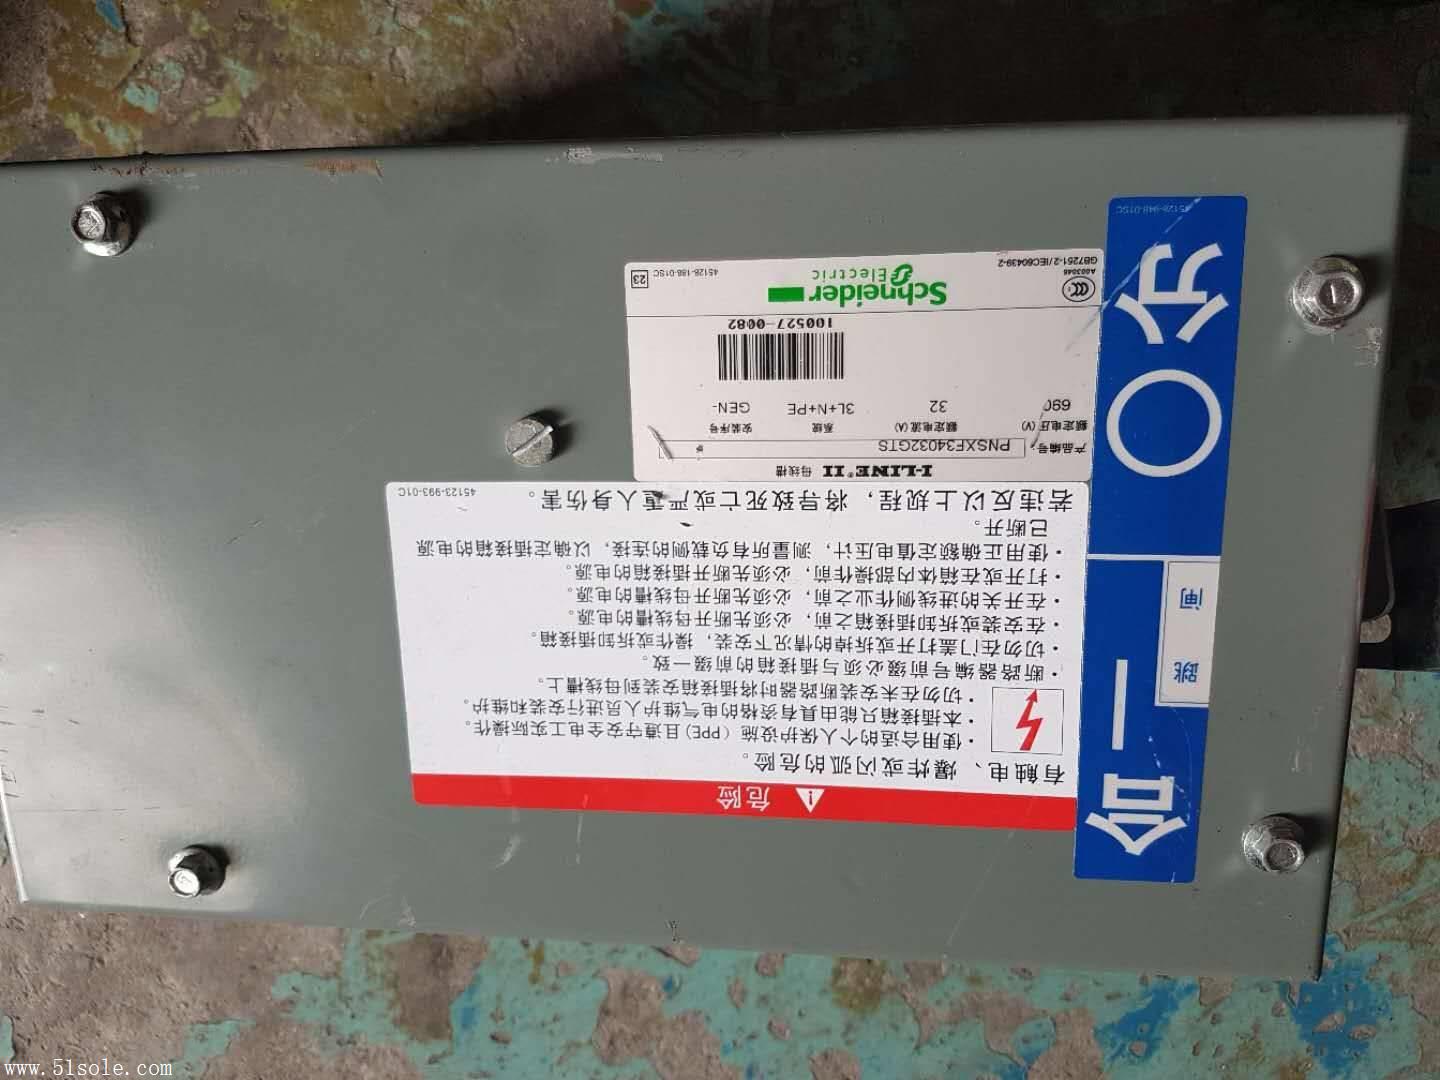 危险
有触电、爆炸或闪弧的危险。
・使用合适的个人保护设施（PPE)且遵守安全电工实际操作。
・本插接箱只能由具有资格的电气维护人员进行安装和维护。
・切勿在未安装断路器时将插接箱安装到母线槽上。
・断路器编号前缀必须与插接箱的前缀一致。
・切勿在门盖打开或拆掉的情况下安装，操作或拆卸插接箱。
・在安装或拆卸插接箱之前，必须先断开母线槽的电源。
・在开关的进线侧作业之前，必须先断开母线槽的电源。
・打开或在箱体内部操作前，必须先断开插接箱的电源。
・使用正确额定值电压计，测量所有负载侧的连接，以确定插接箱的电源
已断开。
若违反以上规程，将导致死亡或严重人身伤害。
45123-993-01C
I-LINE® II 母线槽
产品编号: PNSXF34032GTS
额定电压 (V) 额定电流 (A) 系统 安装序号
690 32 3L+N+PE GEN-
100527-0082
Schneider
Electric
A003046
GB7251-2/IEC60439-2
45128-186-01SC 23
合
跳
闸
分
45128-948-01SC
www.51sole.com